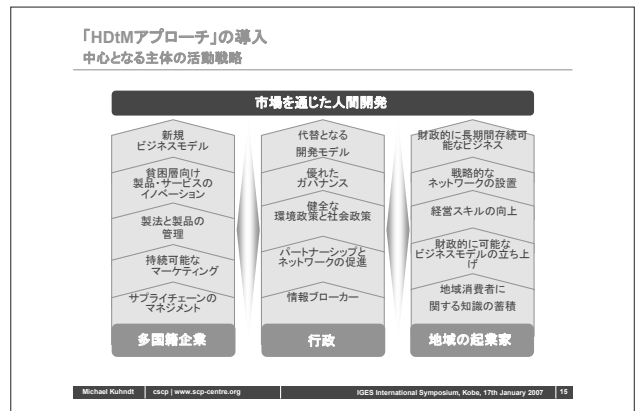 「HDtMアプローチ」の導入
中心となる主体の活動戦略
市場を通じた人間開発
新規
ビジネスモデル
貧困層向け
製品・サービスの
イノベーション
製法と製品の
管理
持続可能な
マーケティング
サプライチェーンの
マネジメント
多国籍企業
代替となる
開発モデル
優れた
ガバナンス
健全な
環境政策と社会政策
パートナーシップと
ネットワークの促進
情報ブローカー
行政
財政的に長期間存続可
能なビジネス
戦略的な
ネットワークの設置
経営スキルの向上
財政的に可能な
ビジネスモデルの立ち上
げ
地域消費者に
関する知識の蓄積
地域の起業家
Michael Kuhndt cscp | www.scp-centre.org IGES International Symposium, Kobe, 17th January 2007 15